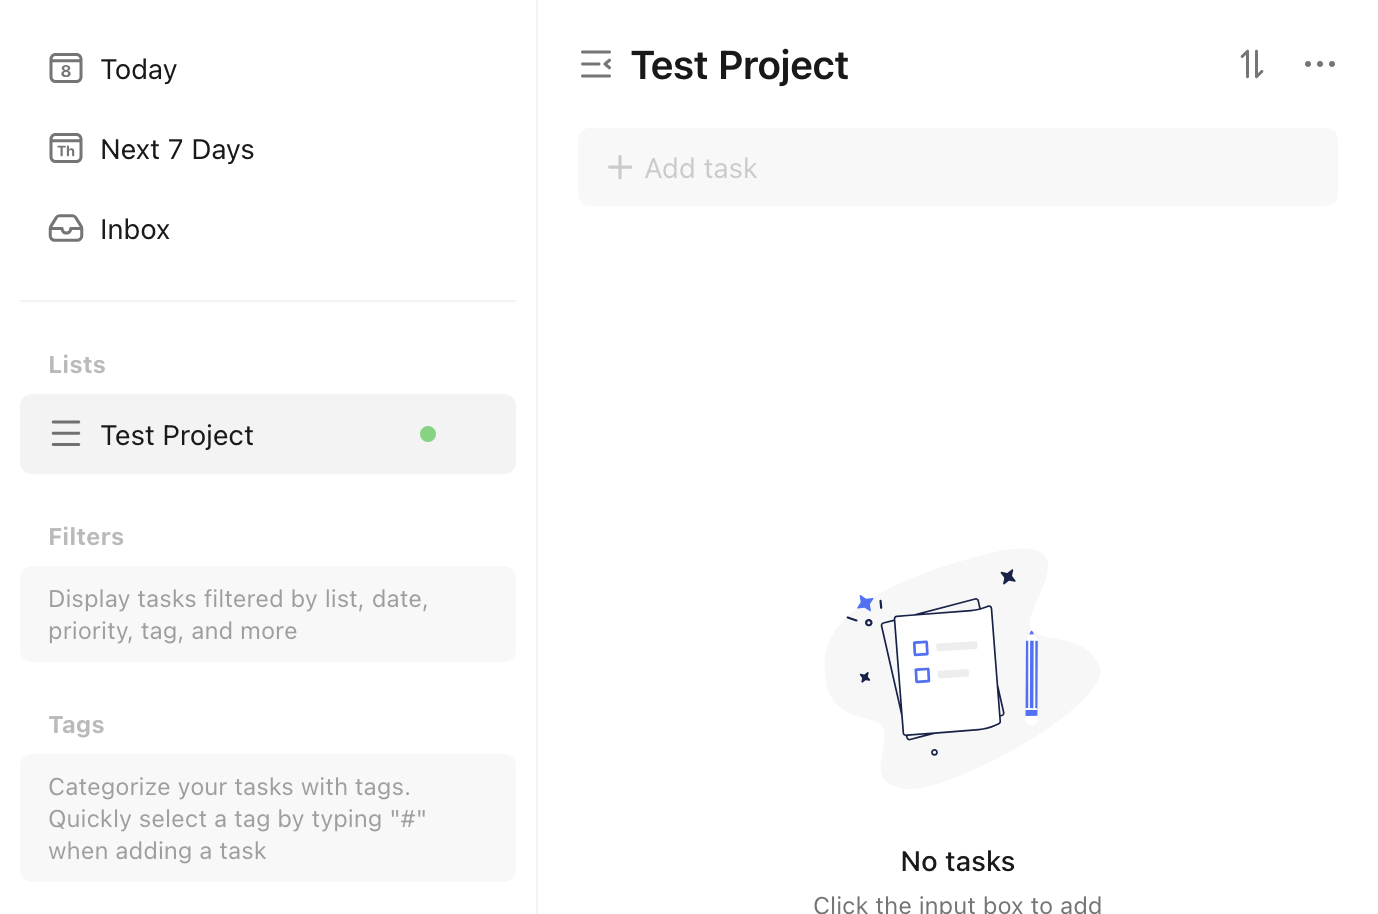 8 Today
Th Next 7 Days
Inbox
Lists
Test Project
Filters
Display tasks filtered by list, date,
priority, tag, and more
Tags
Categorize your tasks with tags.
Quickly select a tag by typing "#"
when adding a task
Test Project
Add task
No tasks
Click the input box to add